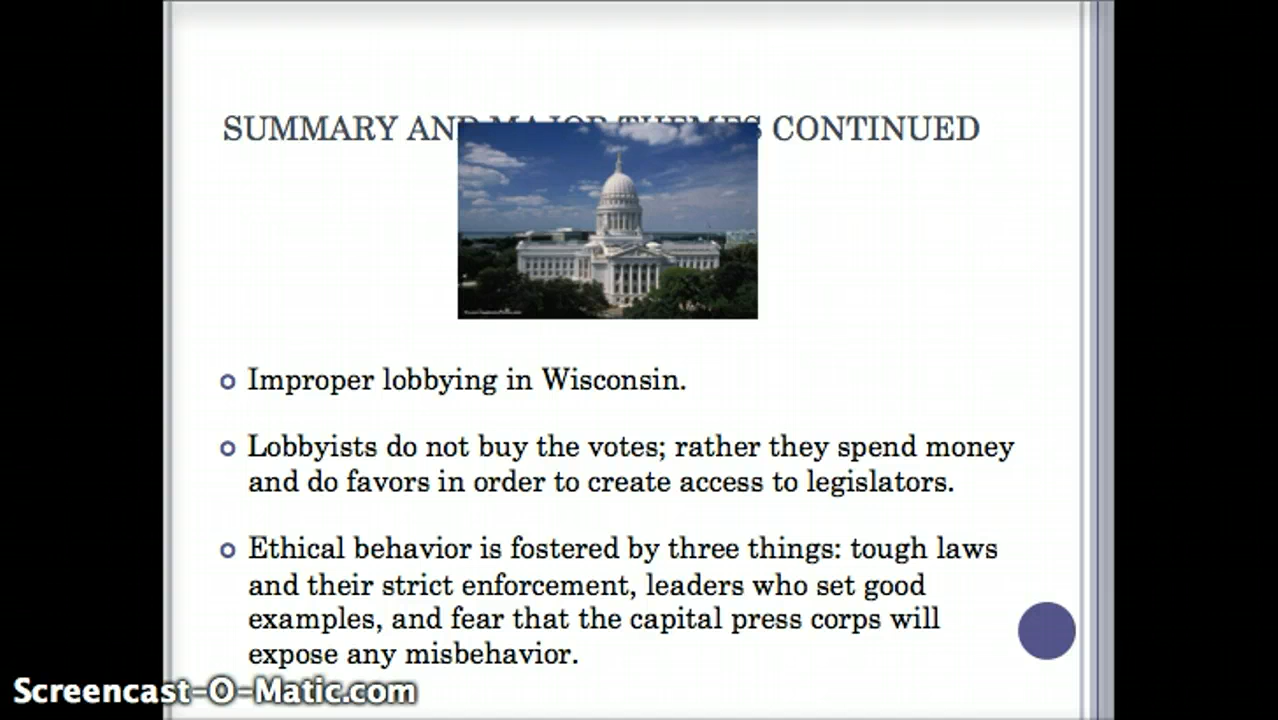 SUMMARY AND MAJOR THEMES CONTINUED
Improper lobbying in Wisconsin.
Lobbyists do not buy the votes; rather they spend money
and do favors in order to create access to legislators.
Ethical behavior is fostered by three things: tough laws
and their strict enforcement, leaders who set good
examples, and fear that the capital press corps will
expose any misbehavior.
Screencast-O-Matic.com